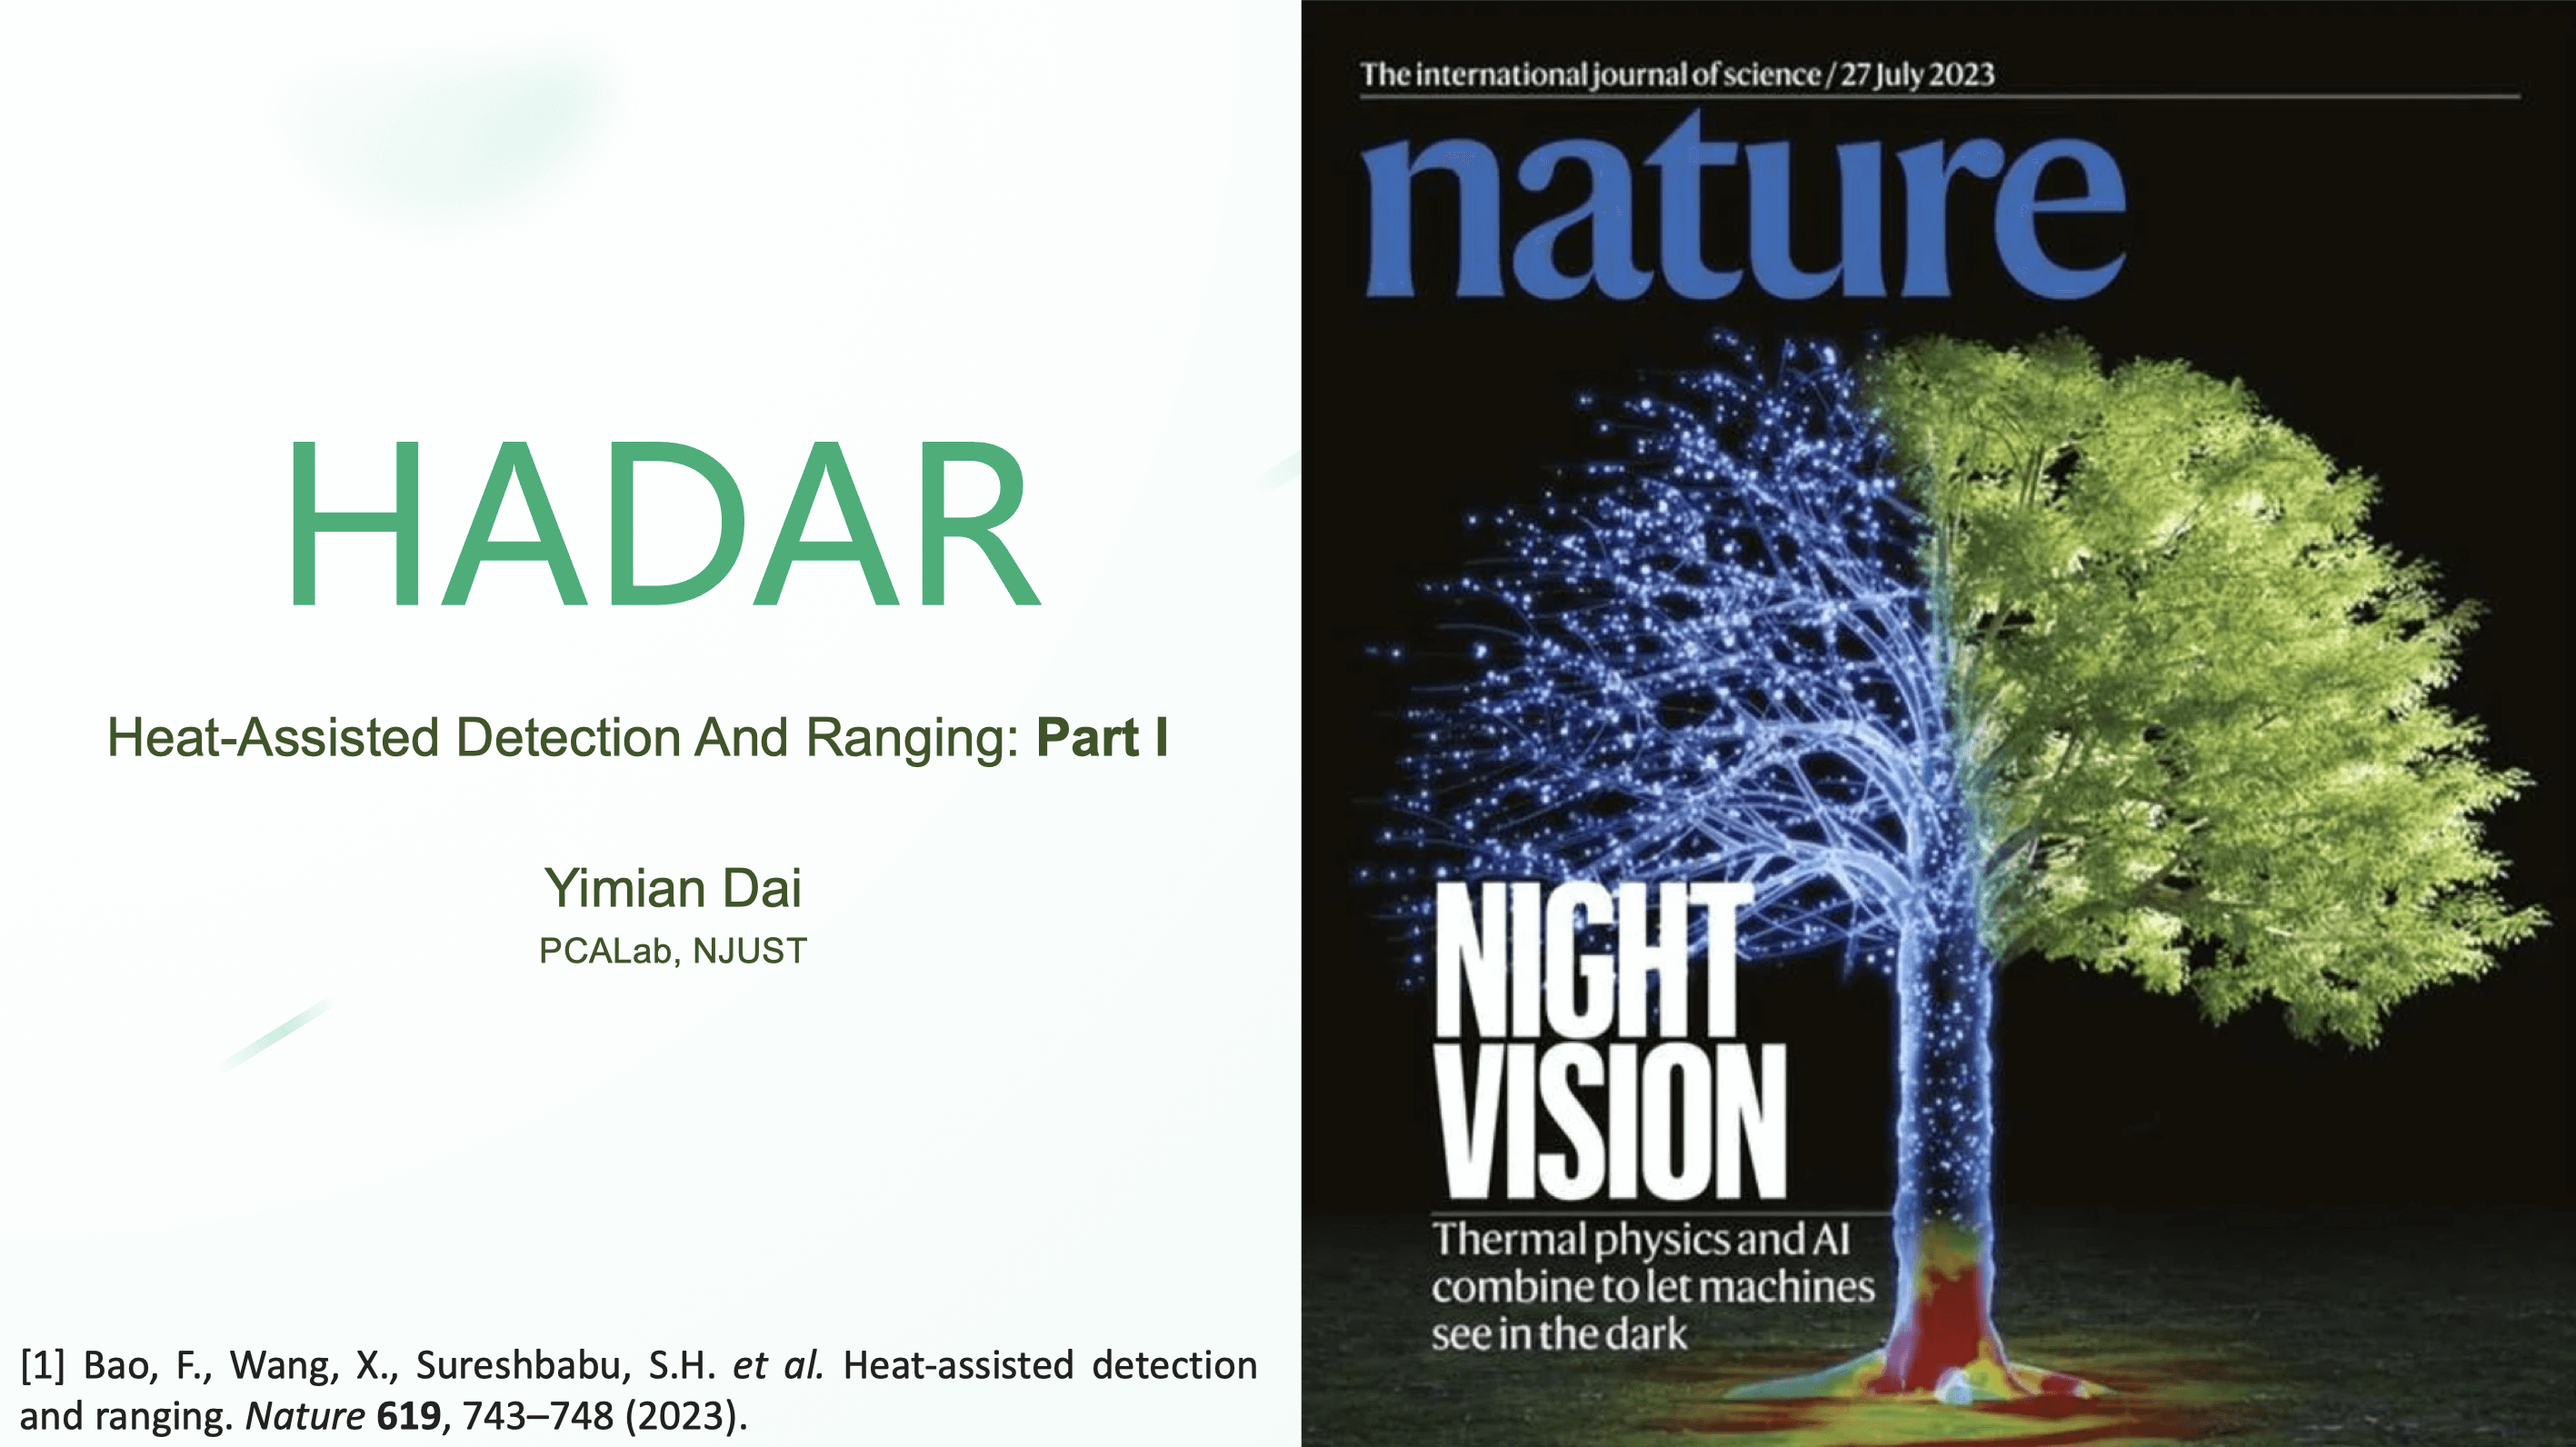 HADAR
Heat-Assisted Detection And Ranging: Part I
Yimian Dai
PCALab, NJUST
[1] Bao, F., Wang, X., Sureshbabu, S.H. et al. Heat-assisted detection
and ranging. Nature 619, 743–748 (2023).
The international journal of science / 27 July 2023
nature
NIGHT
VISION
Thermal physics and AI
combine to let machines
see in the dark